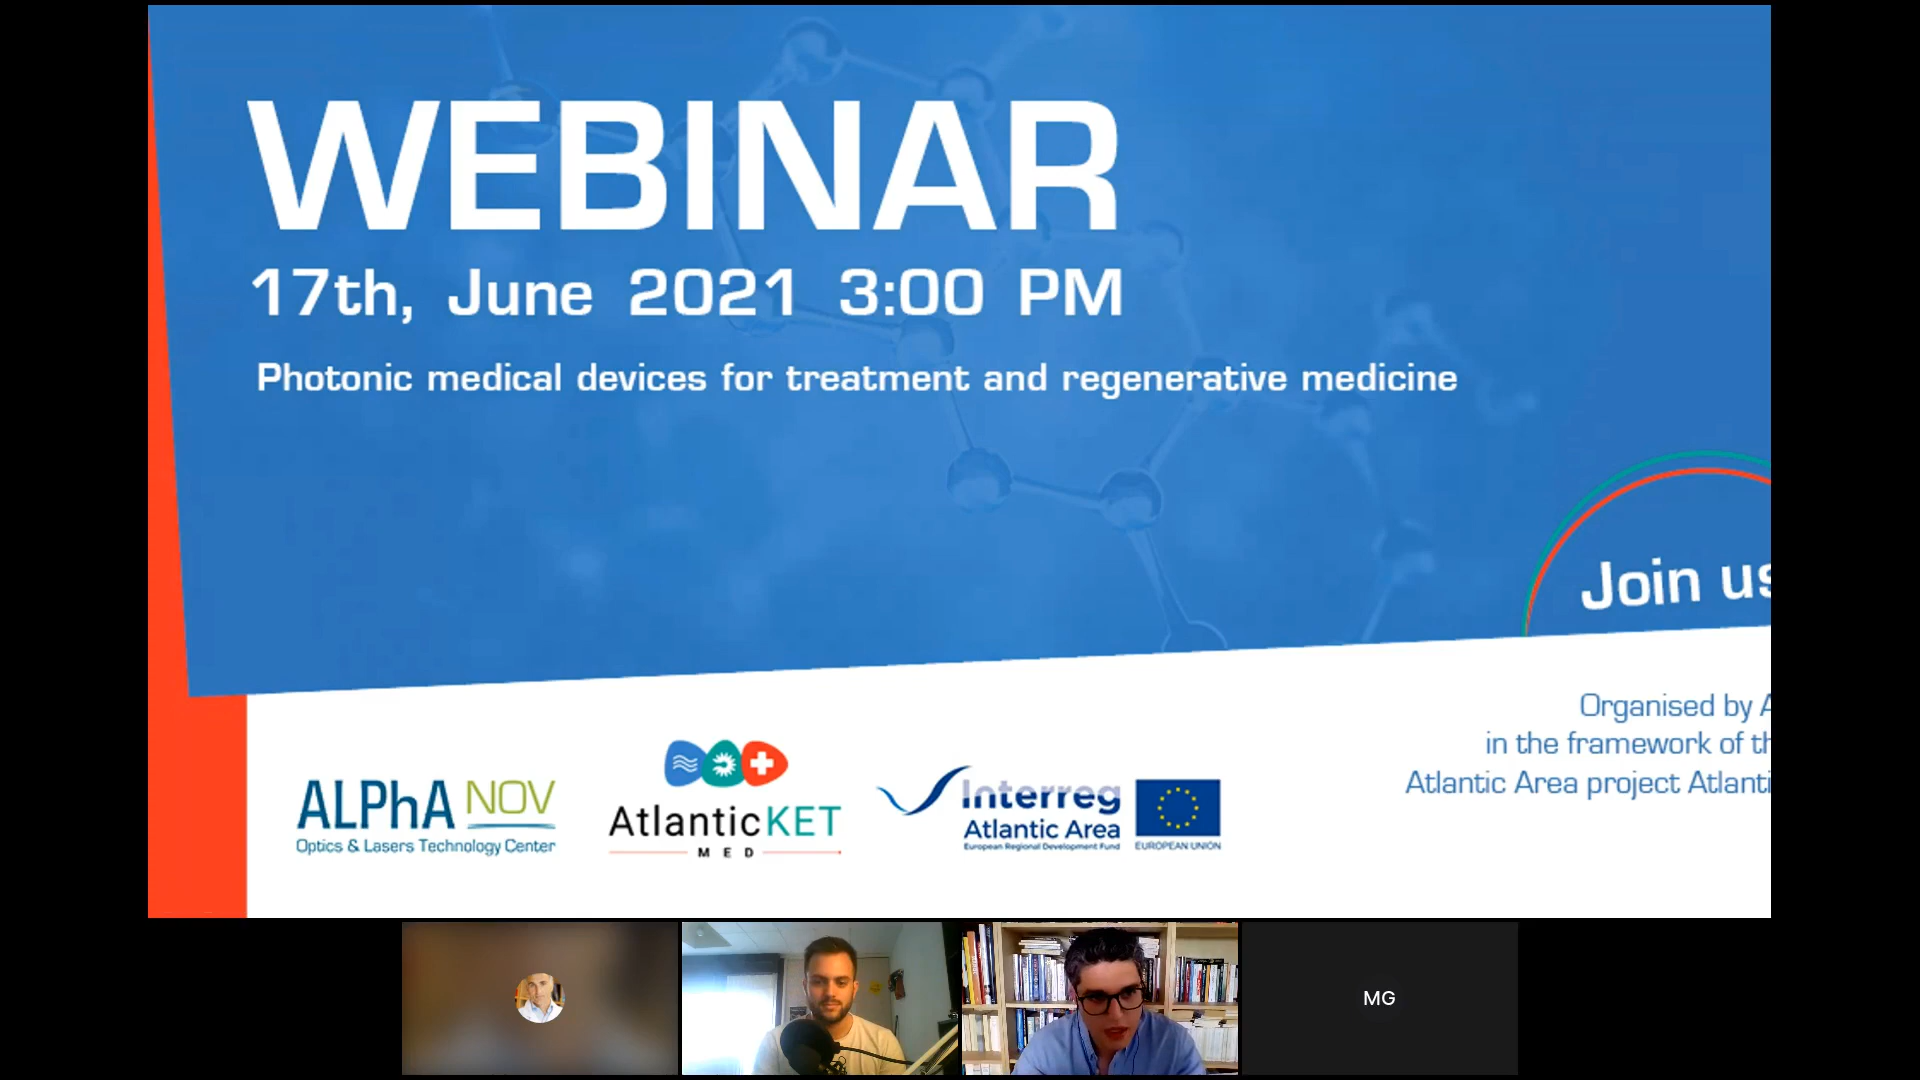 WEBINAR
17th, June 2021 3:00 PM
Photonic medical devices for treatment and regenerative medicine
Join us
Organised by A
in the framework of th
Atlantic Area project Atlanti
ALPhA NOV
Optics & Lasers Technology Center
AtlanticKET
MED
Interreg
Atlantic Area
European Regional Development Fund
EUROPEAN UNION
MG